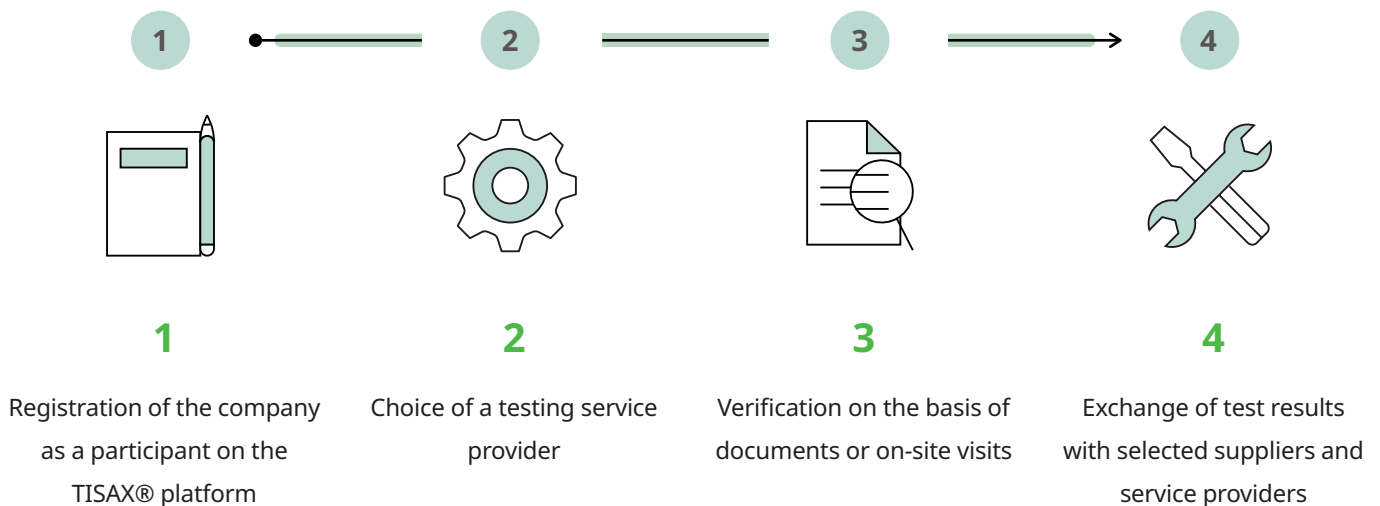 1
2
3
4
1
Registration of the company
as a participant on the
TISAX® platform
2
Choice of a testing service
provider
3
Verification on the basis of
documents or on-site visits
4
Exchange of test results
with selected suppliers and
service providers